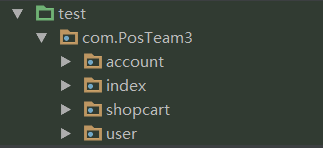 test
com.PosTeam3
account
index
shopcart
user